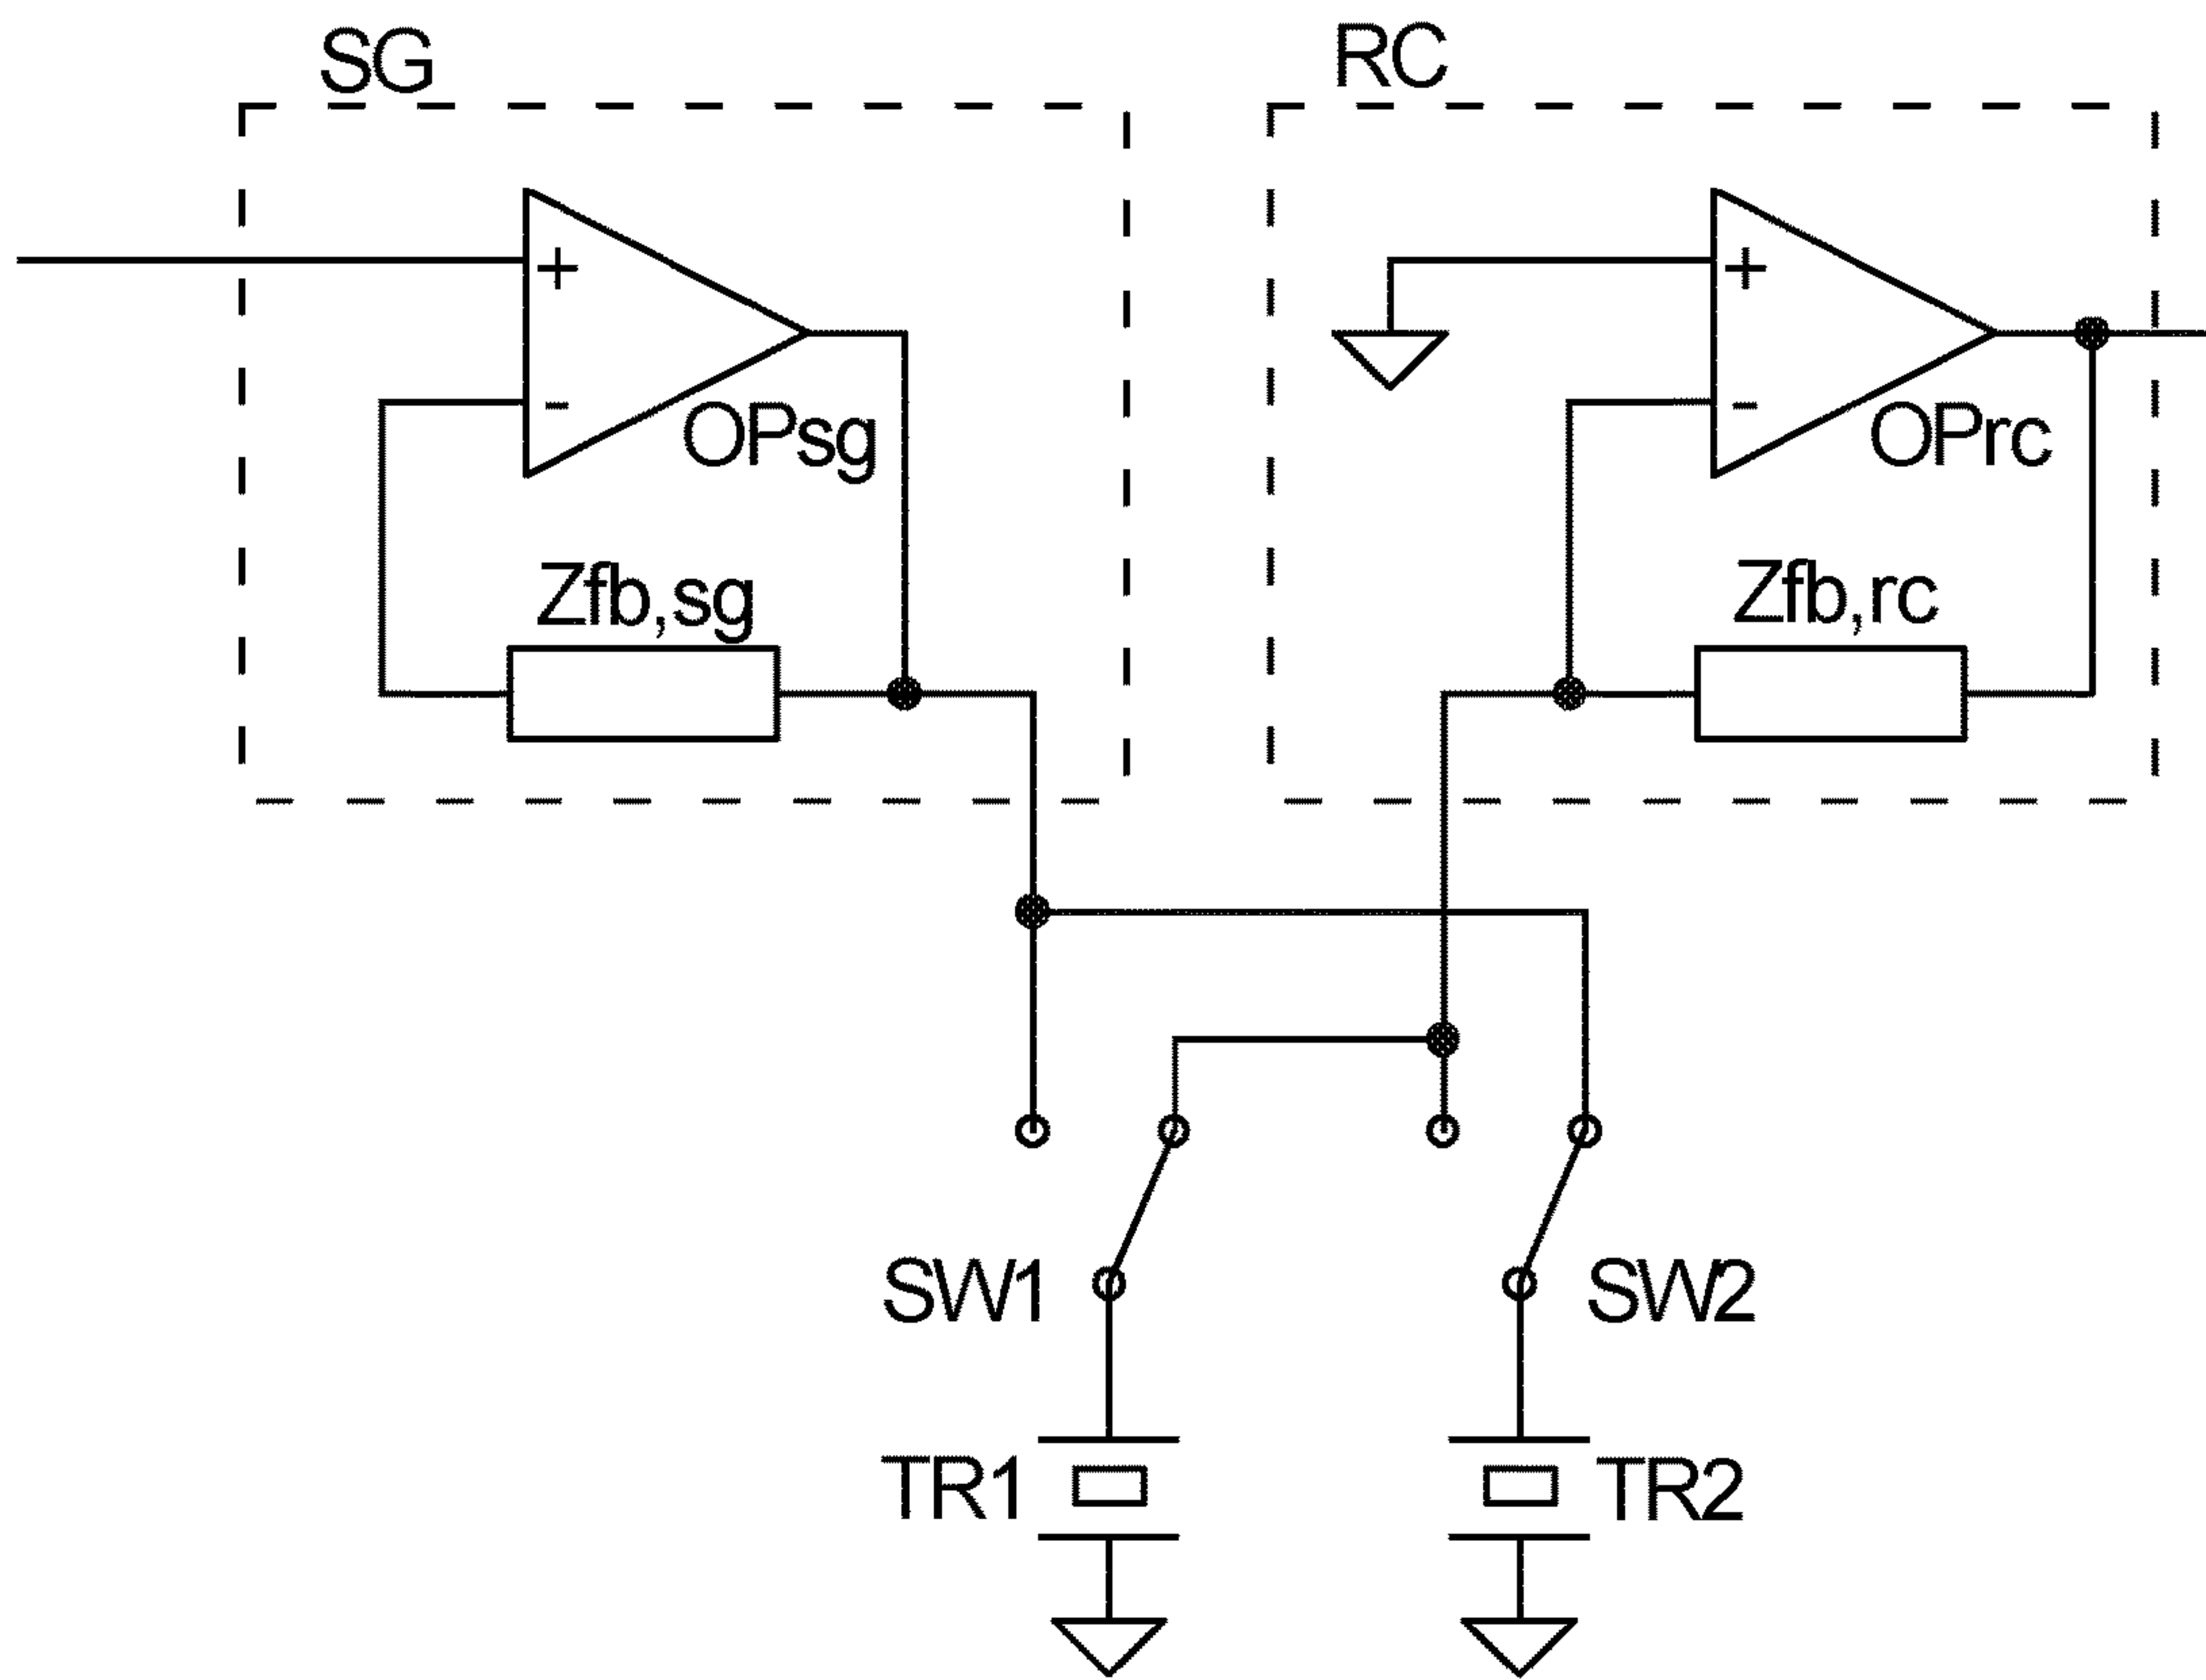 SG
RC
+
+
-
-
OPsg
OPrc
Zfb,sg
Zfb,rc
SW1
SW2
TR1
TR2